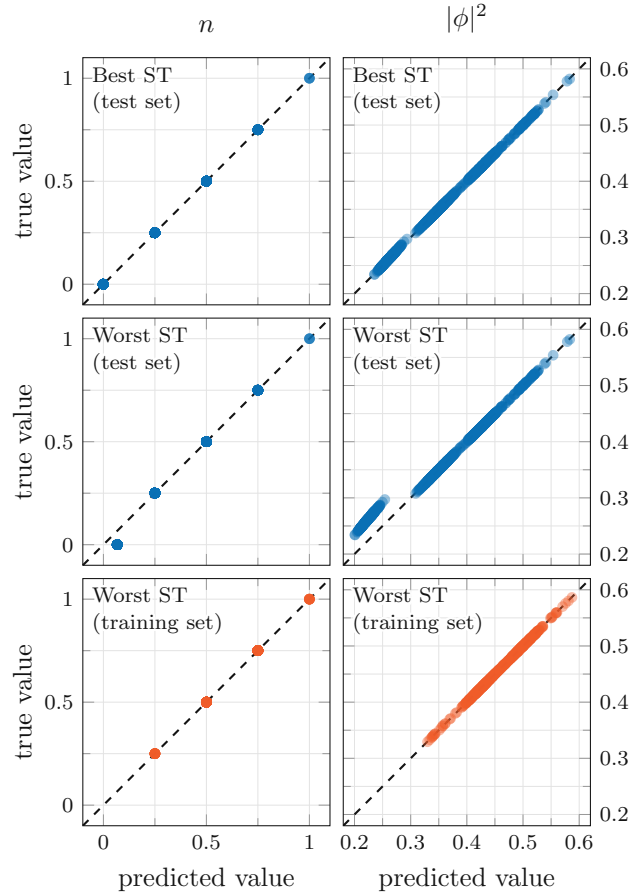 n
|ϕ|²
Best ST
(test set)
true value
1
0.5
0
Best ST
(test set)
0.6
0.5
0.4
0.3
0.2
Worst ST
(test set)
true value
1
0.5
0
Worst ST
(test set)
0.6
0.5
0.4
0.3
0.2
Worst ST
(training set)
true value
1
0.5
0
Worst ST
(training set)
0.6
0.5
0.4
0.3
0.2
0 0.5 1
predicted value
0.2 0.3 0.4 0.5 0.6
predicted value